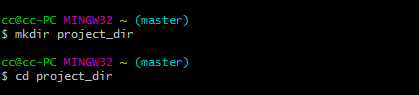 cc@cc-PC MINGW32 ~ (master)
$ mkdir project_dir
cc@cc-PC MINGW32 ~ (master)
$ cd project_dir